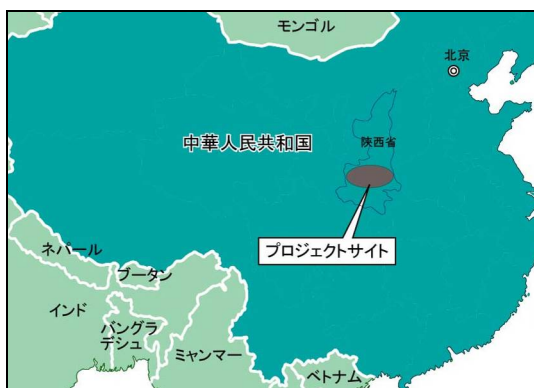 モンゴル
北京
中華人民共和国
陝西省
プロジェクトサイト
ネパール
ブータン
インド
バングラ
デシュ
ミャンマー
ベトナム